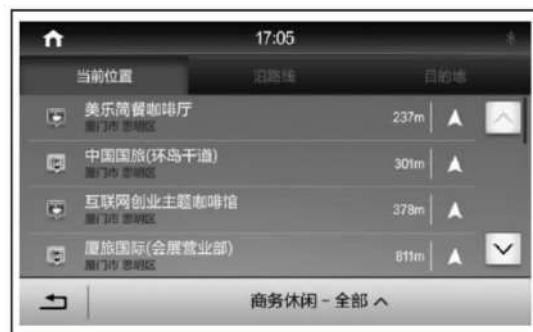 17:05
当前位置
沿路线
目的地
美乐简餐咖啡厅
237m
厦门市 思明区
中国国旅(环岛干道)
301m
厦门市 思明区
互联网创业主题咖啡馆
378m
厦门市 思明区
厦旅国际(会展营业部)
811m
厦门市 思明区
商务休闲 - 全部